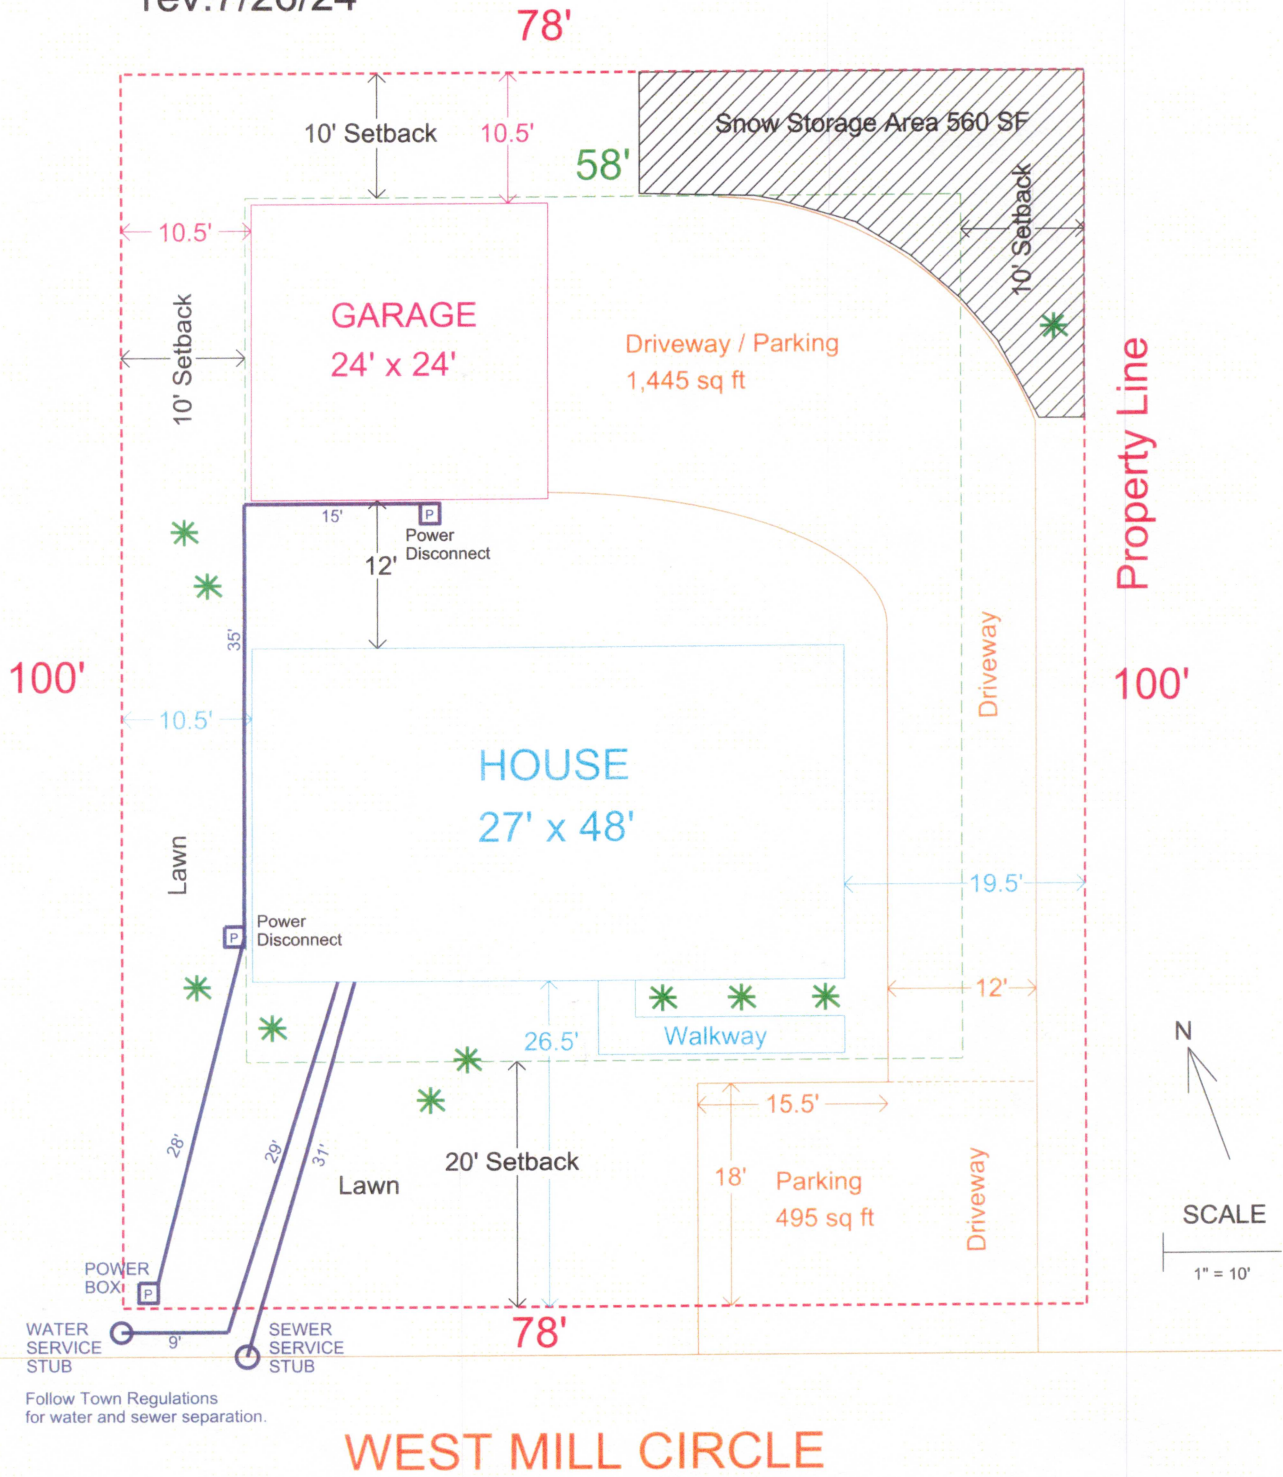 rev.7/26/24
78'
Snow Storage Area 560 SF
10' Setback
10.5'
58'
10' Setback
10.5'
10' Setback
GARAGE
24' x 24'
Driveway / Parking
1,445 sq ft
Property Line
15'
P
Power
Disconnect
12'
35'
100'
100'
Driveway
10.5'
HOUSE
27' x 48'
Lawn
19.5'
P
Power
Disconnect
12'
26.5'
Walkway
N
15.5'
28'
29'
31'
20' Setback
Lawn
18'
Parking
495 sq ft
Driveway
SCALE
1" = 10'
POWER
BOX
P
78'
WATER
SERVICE
STUB
9'
SEWER
SERVICE
STUB
Follow Town Regulations
for water and sewer separation.
WEST MILL CIRCLE